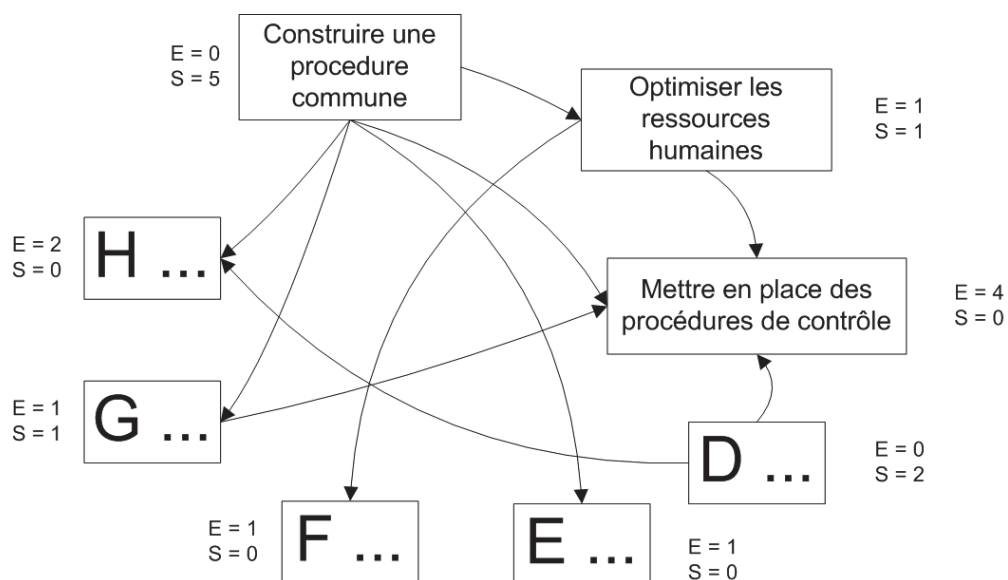 Construire une
procedure
commune
E = 0
S = 5
Optimiser les
ressources
humaines
E = 1
S = 1
H ...
E = 2
S = 0
Mettre en place des
procédures de contrôle
E = 4
S = 0
G ...
E = 1
S = 1
D ...
E = 0
S = 2
F ...
E = 1
S = 0
E ...
E = 1
S = 0